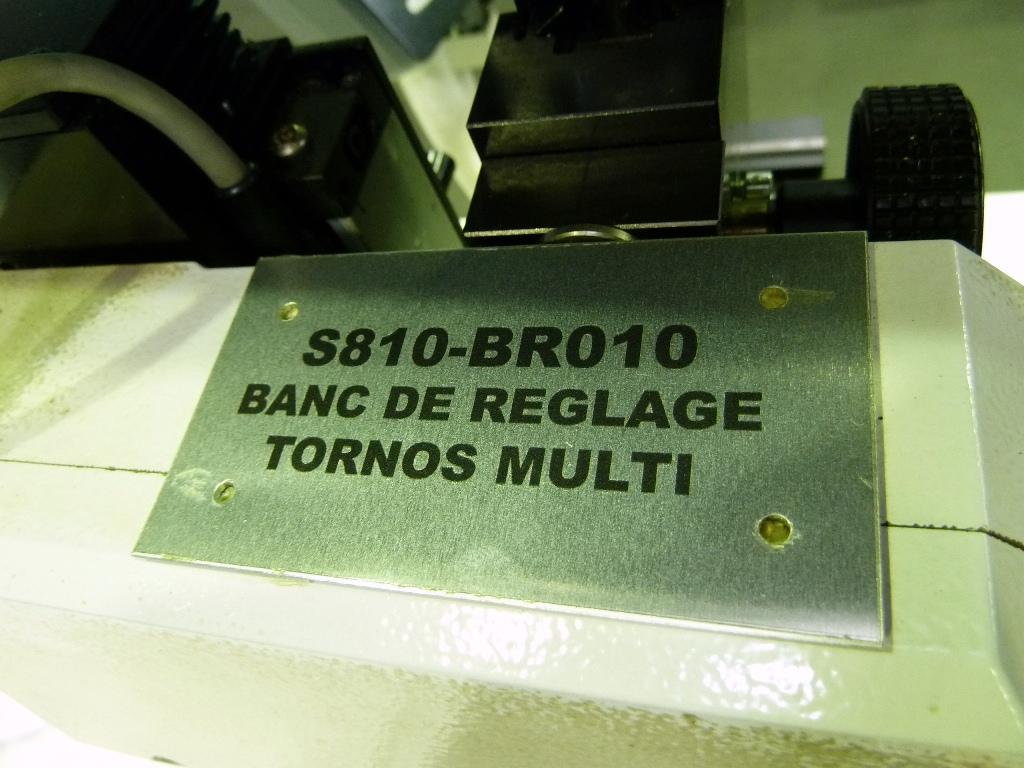 S810-BR010
BANC DE REGLAGE
TORNOS MULTI